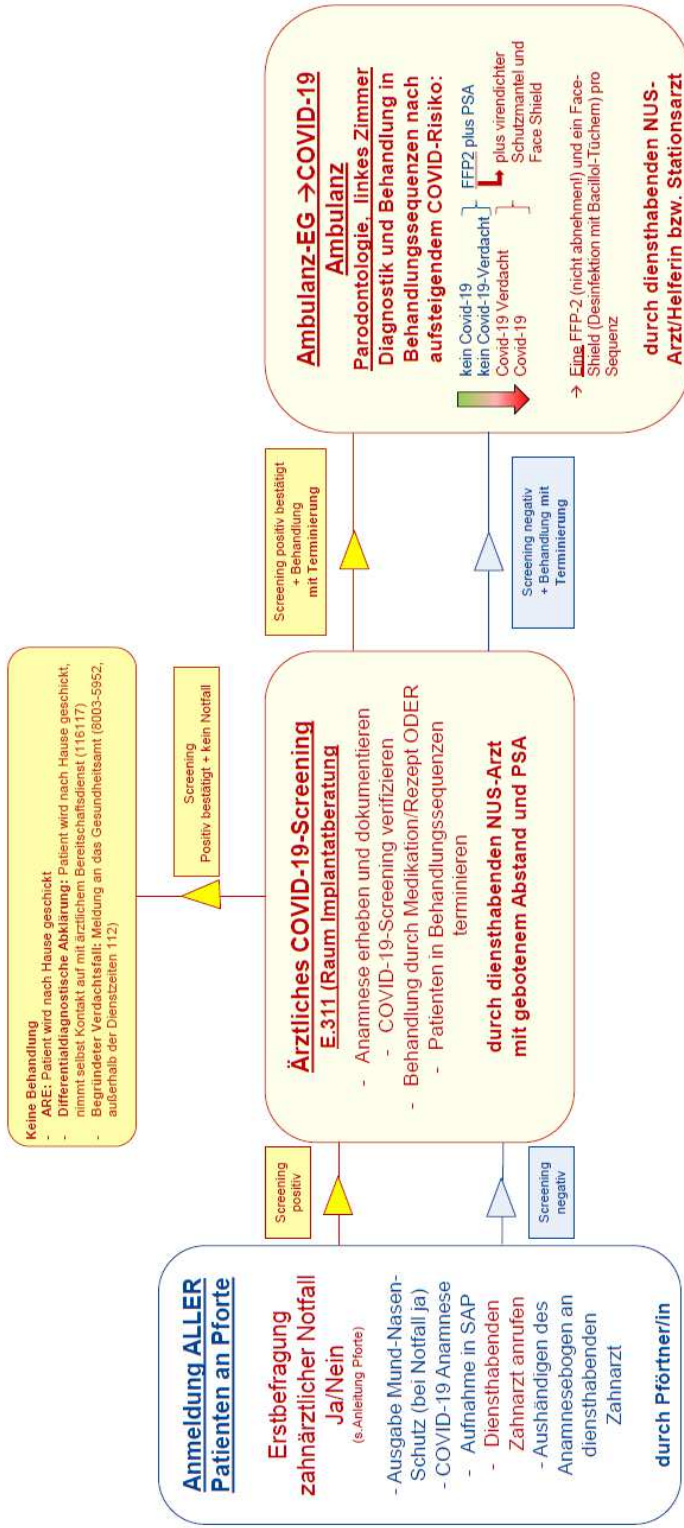 Anmeldung ALLER
Patienten an Pforte
Erstbefragung
zahnärztlicher Notfall
Ja/Nein
(s.Anleitung Pforte)
- Ausgabe Mund-Nasen-
Schutz (bei Notfall ja)
- COVID-19 Anamnese
- Aufnahme in SAP
- Diensthabenden
Zahnarzt anrufen
- Aushändigen des
Anamnesebogen an
diensthabenden
Zahnarzt
durch Pförtner/in
Screening
positiv
Screening
negativ
Keine Behandlung
- ARE: Patient wird nach Hause geschickt
- Differentialdiagnostische Abklärung: Patient wird nach Hause geschickt,
nimmt selbst Kontakt auf mit ärztlichem Bereitschaftsdienst (116117)
- Begründeter Verdachtsfall: Meldung an das Gesundheitsamt (8003-5952,
außerhalb der Dienstzeiten 112)
Screening
Positiv bestätigt + kein Notfall
Ärztliches COVID-19-Screening
E.311 (Raum Implantatberatung
- Anamnese erheben und dokumentieren
- COVID-19-Screening verifizieren
- Behandlung durch Medikation/Rezept ODER
- Patienten in Behandlungssequenzen
terminieren
durch diensthabenden NUS-Arzt
mit gebotenem Abstand und PSA
Screening positiv bestätigt
+ Behandlung
mit Terminierung
Screening negativ
+ Behandlung mit
Terminierung
Ambulanz-EG →COVID-19
Ambulanz
Parodontologie, linkes Zimmer
Diagnostik und Behandlung in
Behandlungssequenzen nach
aufsteigendem COVID-Risiko:
kein Covid-19
kein Covid-19-Verdacht
Covid-19 Verdacht
Covid-19
FFP2 plus PSA
plus virendichter
Schutzmantel und
Face Shield
→ Eine FFP-2 (nicht abnehmen!) und ein Face-
Shield (Desinfektion mit Bacillol-Tüchern) pro
Sequenz
durch diensthabenden NUS-
Arzt/Helferin bzw. Stationsarzt